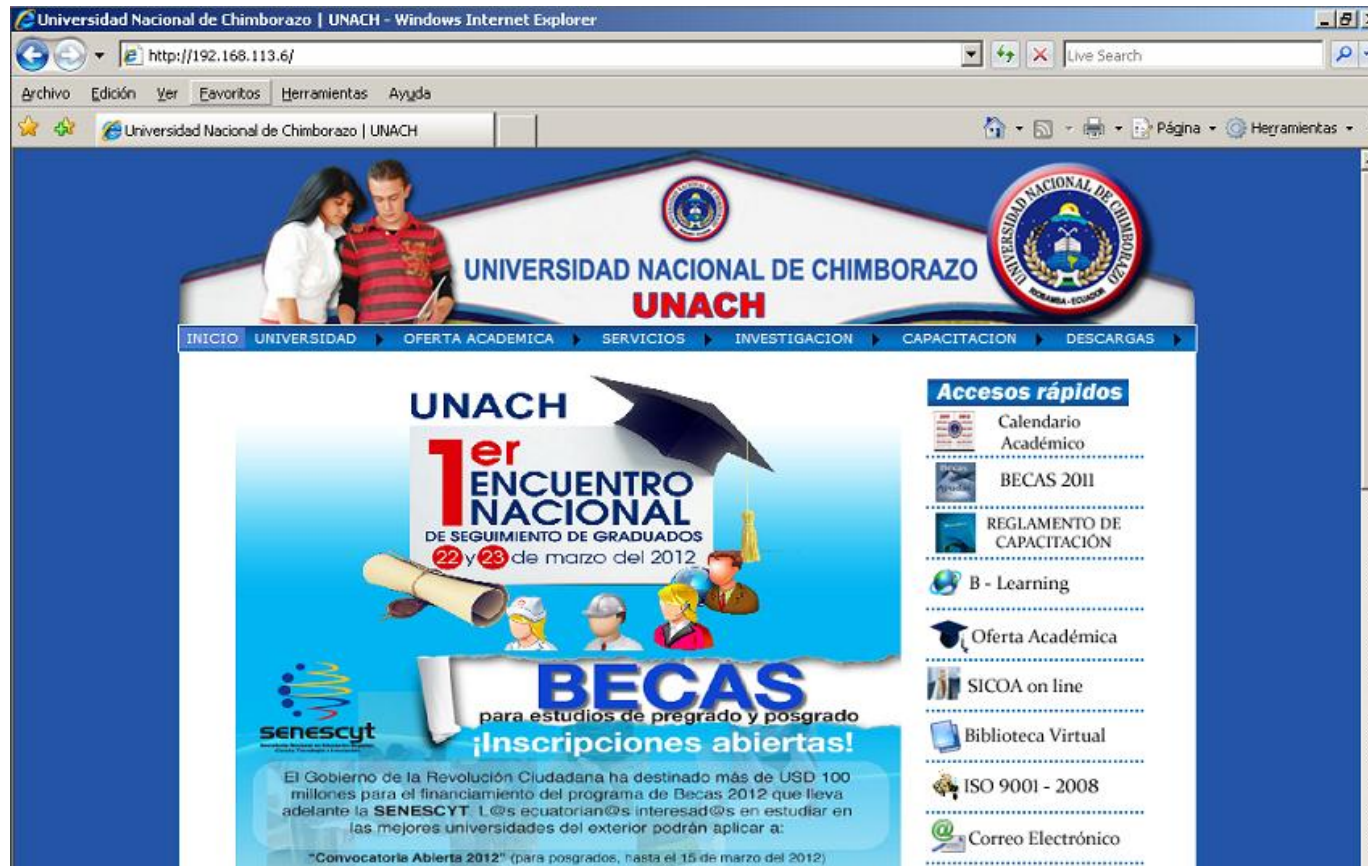 Universidad Nacional de Chimborazo | UNACH - Windows Internet Explorer
http://192.168.113.6/
Live Search
Archivo Edición Ver Favoritos Herramientas Ayuda
Universidad Nacional de Chimborazo | UNACH
Página Herramientas
UNIVERSIDAD NACIONAL DE CHIMBORAZO
RIOBAMBA - ECUADOR
UNIVERSIDAD NACIONAL DE CHIMBORAZO
UNACH
INICIO UNIVERSIDAD OFERTA ACADEMICA SERVICIOS INVESTIGACION CAPACITACION DESCARGAS
UNACH
1er
ENCUENTRO
NACIONAL
DE SEGUIMIENTO DE GRADUADOS
22 y 23 de marzo del 2012
senescyt
BECAS
para estudios de pregrado y posgrado
¡Inscripciones abiertas!
El Gobierno de la Revolución Ciudadana ha destinado más de USD 100
millones para el financiamiento del programa de Becas 2012 que lleva
adelante la SENESCYT. L@s ecuatorian@s interesad@s en estudiar en
las mejores universidades del exterior podrán aplicar a:
"Convocatoria Abierta 2012" (para posgrados, hasta el 15 de marzo del 2012)
Accesos rápidos
Calendario
Académico
BECAS 2011
REGLAMENTO DE
CAPACITACIÓN
B - Learning
Oferta Académica
SICOA on line
Biblioteca Virtual
ISO 9001 - 2008
Correo Electrónico